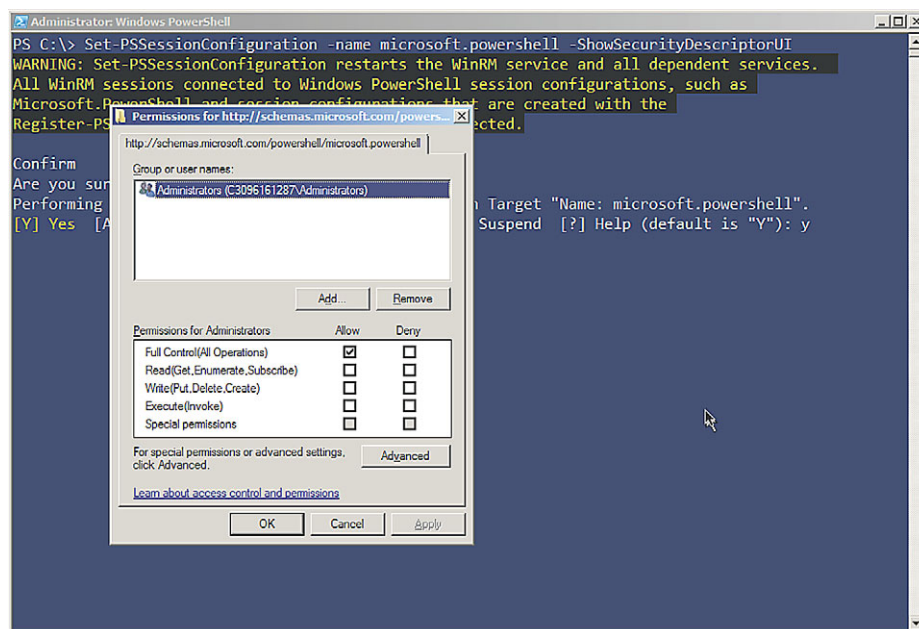 Administrator: Windows PowerShell
PS C:\> Set-PSSessionConfiguration -name microsoft.powershell -ShowSecurityDescriptorUI
WARNING: Set-PSSessionConfiguration restarts the WinRM service and all dependent services.
All WinRM sessions connected to Windows PowerShell session configurations, such as
Microsoft.PowerShell and session configurations that are created with the
Register-PS
ected.
Permissions for http://schemas.microsoft.com/powers...
http://schemas.microsoft.com/powershell/microsoft.powershell
Confirm
Are you sur
Performing
n Target "Name: microsoft.powershell".
[Y] Yes [A
Suspend [?] Help (default is "Y"): y
Group or user names:
Administrators (C3096161287\Administrators)
Add...
Remove
Permissions for Administrators
Allow
Deny
Full Control(All Operations)
Read(Get,Enumerate,Subscribe)
Write(Put,Delete,Create)
Execute(Invoke)
Special permissions
For special permissions or advanced settings,
click Advanced.
Advanced
Learn about access control and permissions
OK
Cancel
Apply